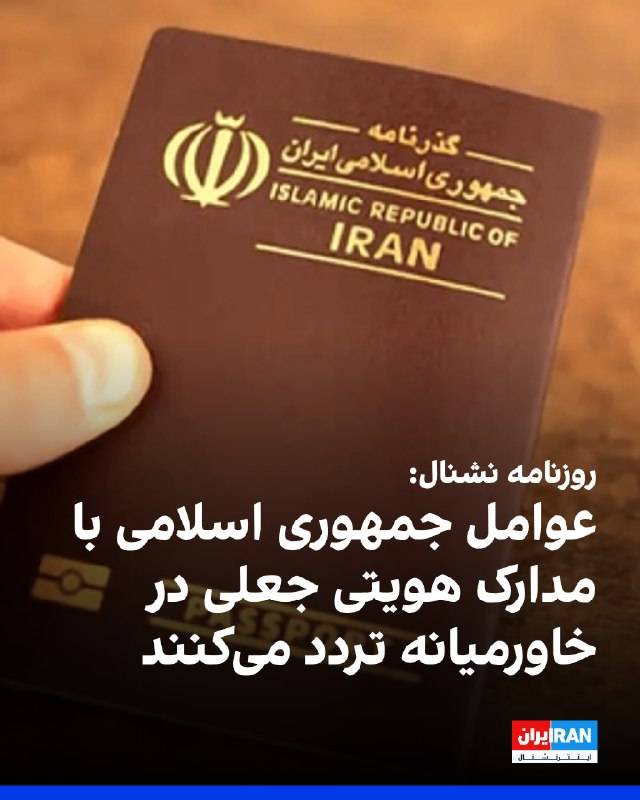 گذرنامه
جمهوری اسلامی ایران
ISLAMIC REPUBLIC OF
IRAN
روزنامه نشنال:
عوامل جمهوری اسلامی با
مدارک هویتی جعلی در
خاورمیانه تردد می‌کنند
PASSPORT
ایران IRAN
اینترنشنال